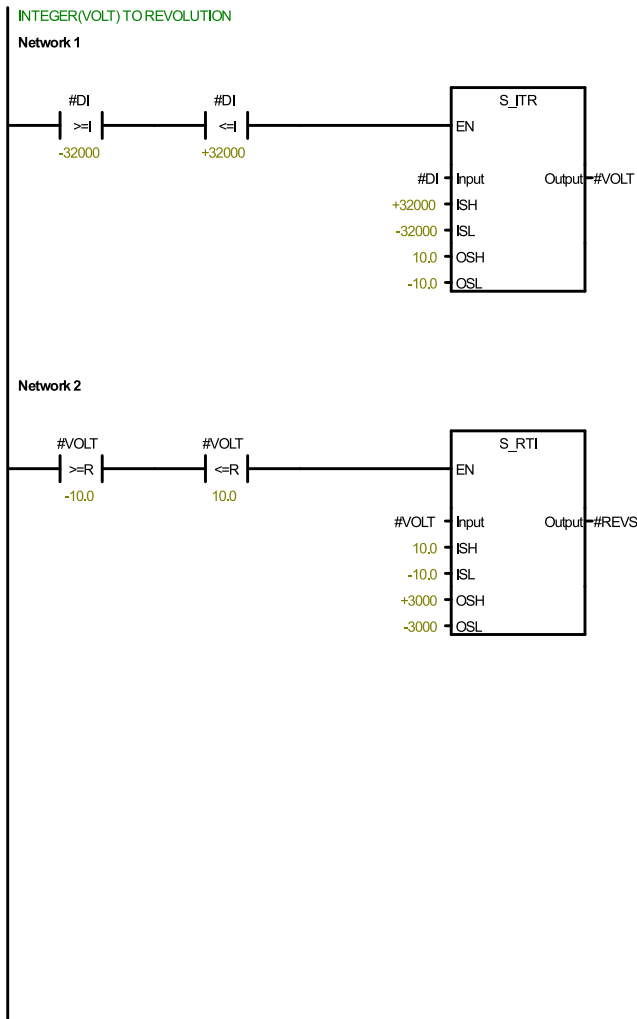 INTEGER(VOLT) TO REVOLUTION
Network 1
#DI #DI S_ITR
>=I <=I EN
-32000 +32000
#DI Input Output #VOLT
+32000 ISH
-32000 ISL
10.0 OSH
-10.0 OSL
Network 2
#VOLT #VOLT S_RTI
>=R <=R EN
-10.0 10.0
#VOLT Input Output #REVS
10.0 ISH
-10.0 ISL
+3000 OSH
-3000 OSL